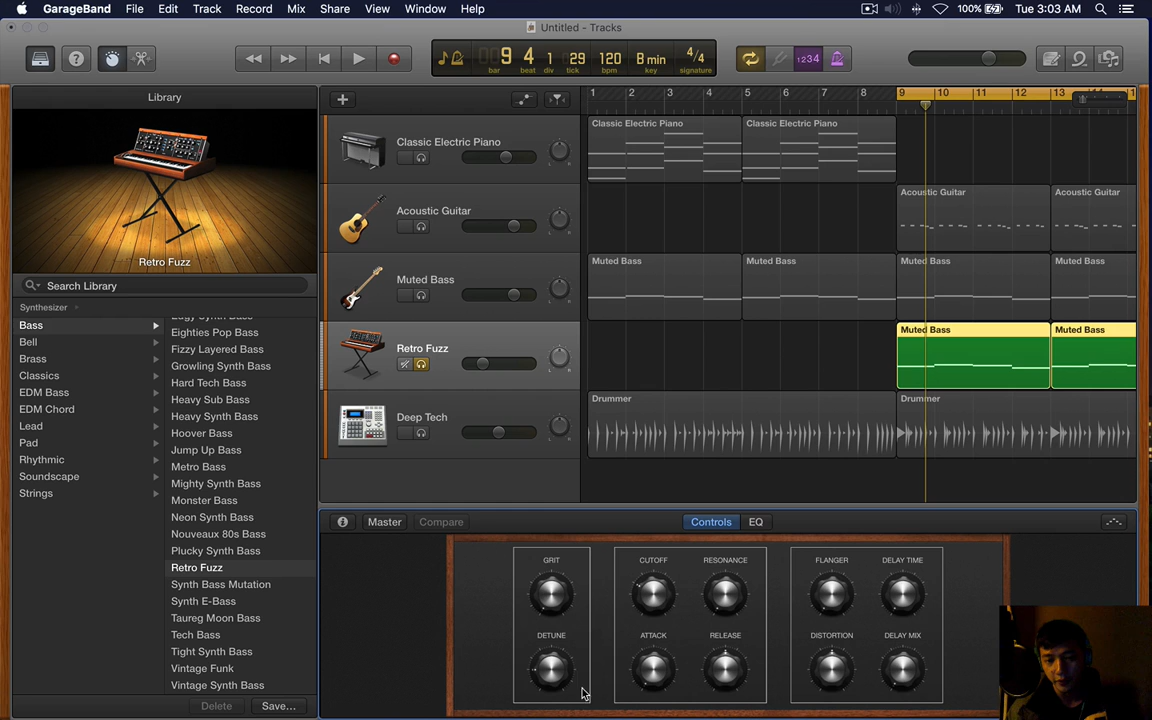 GarageBand File Edit Track Record Mix Share View Window Help
100% Tue 3:03 AM
Untitled - Tracks
9 4 1 29 120 8 min 4/4
bar beat div tick bpm key signature
1234
Library
1 2 3 4 5 6 7 8 9 10 11 12 13
Retro Fuzz
Search Library
Synthesizer
Bass
Bell
Brass
Classics
EDM Bass
EDM Chord
Lead
Pad
Rhythmic
Soundscape
Strings
Edgy Synth Bass
Eighties Pop Bass
Fizzy Layered Bass
Growling Synth Bass
Hard Tech Bass
Heavy Sub Bass
Heavy Synth Bass
Hoover Bass
Jump Up Bass
Metro Bass
Mighty Synth Bass
Monster Bass
Neon Synth Bass
Nouveaux 80s Bass
Plucky Synth Bass
Retro Fuzz
Synth Bass Mutation
Synth E-Bass
Taureg Moon Bass
Tech Bass
Tight Synth Bass
Vintage Funk
Vintage Synth Bass
Delete Save...
Classic Electric Piano
L R
Classic Electric Piano Classic Electric Piano
Acoustic Guitar
L R
Acoustic Guitar Acoustic Guitar
Muted Bass
L R
Muted Bass Muted Bass Muted Bass Muted Bass
Retro Fuzz
L R
Muted Bass Muted Bass
Deep Tech
L R
Drummer Drummer
Master Compare Controls EQ
GRIT CUTOFF RESONANCE FLANGER DELAY TIME
DETUNE ATTACK RELEASE DISTORTION DELAY MIX